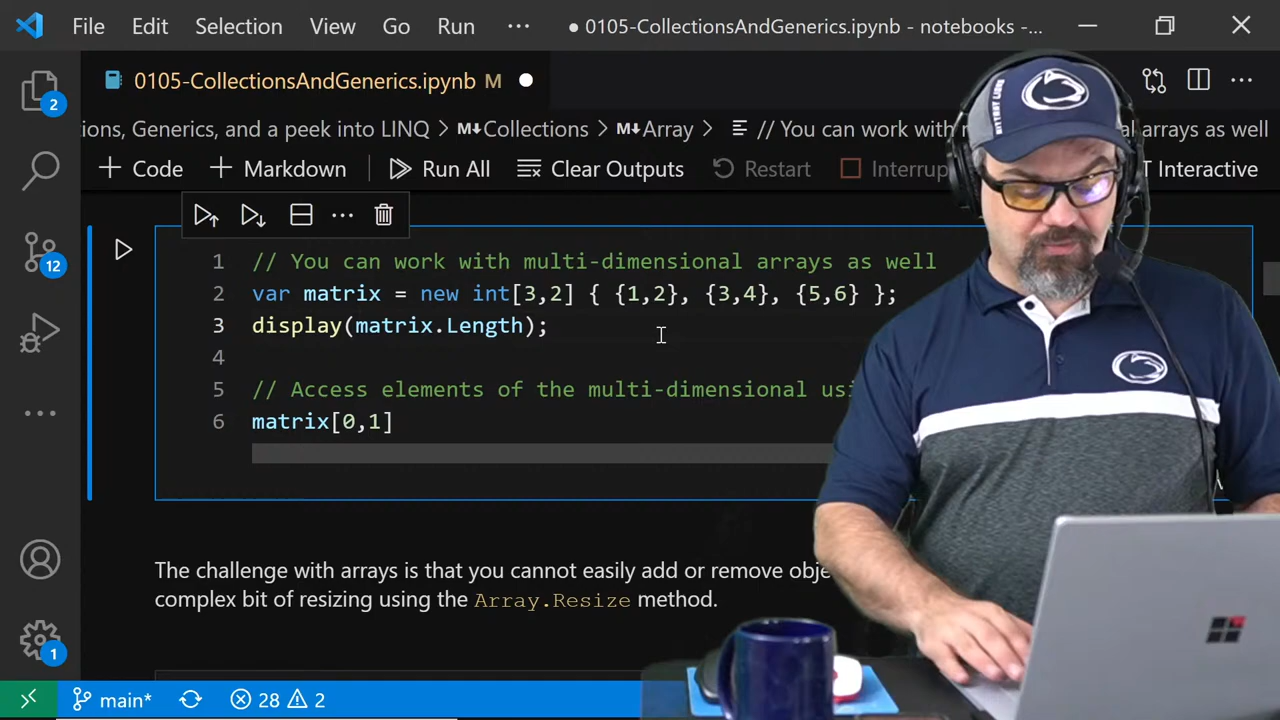 File Edit Selection View Go Run ··· ● 0105-CollectionsAndGenerics.ipynb - notebooks -...
0105-CollectionsAndGenerics.ipynb M
ions, Generics, and a peek into LINQ > M↓Collections > M↓Array > // You can work with al arrays as well
+ Code + Markdown Run All Clear Outputs Restart Interrup T Interactive
2
12
1
1 // You can work with multi-dimensional arrays as well
2 var matrix = new int[3,2] { {1,2}, {3,4}, {5,6} };
3 display(matrix.Length);
4
5 // Access elements of the multi-dimensional usi
6 matrix[0,1]
The challenge with arrays is that you cannot easily add or remove obje
complex bit of resizing using the Array.Resize method.
main* 28 2